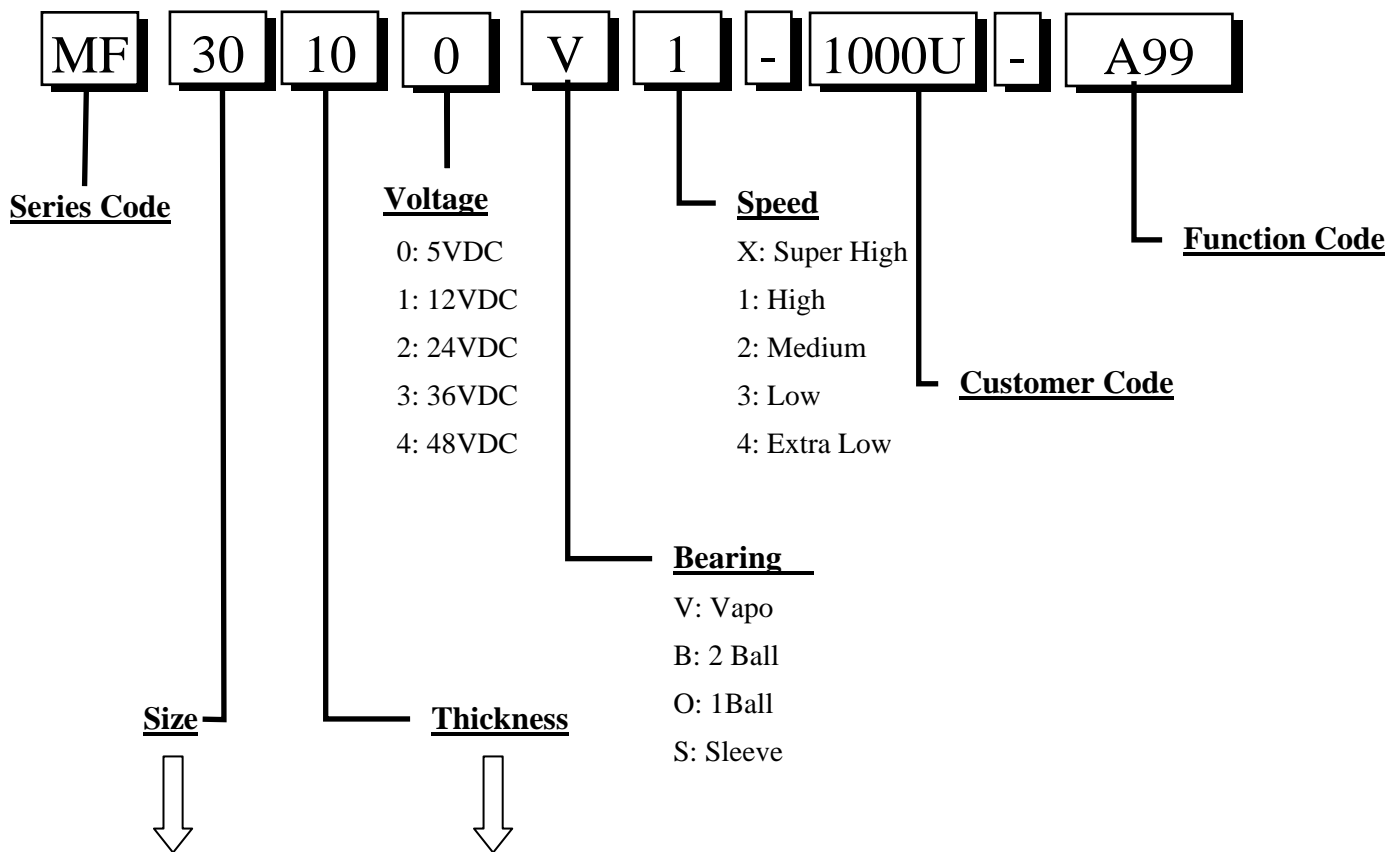 MF 30 10 0 V 1 - 1000U - A99
Series Code
Voltage
0: 5VDC
1: 12VDC
2: 24VDC
3: 36VDC
4: 48VDC
Speed
X: Super High
1: High
2: Medium
3: Low
4: Extra Low
Function Code
Customer Code
Bearing
V: Vapo
B: 2 Ball
O: 1Ball
S: Sleeve
Size
Thickness